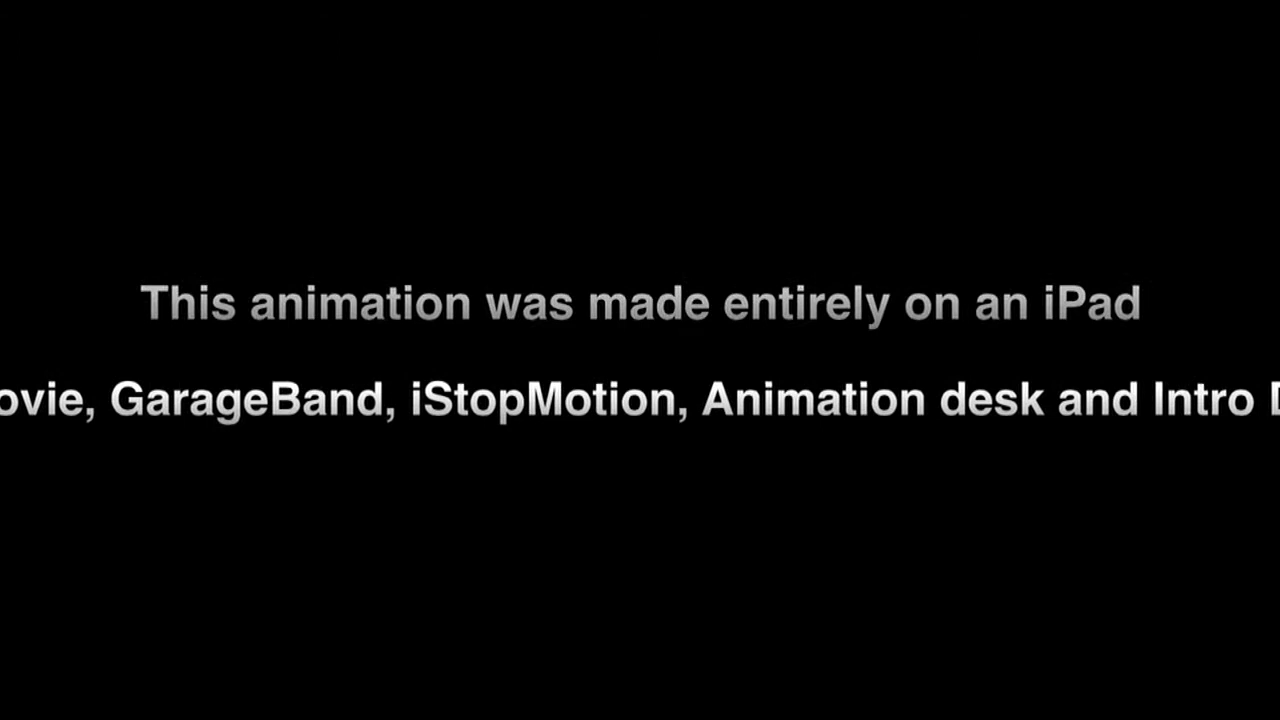 This animation was made entirely on an iPad
ovie, GarageBand, iStopMotion, Animation desk and Intro